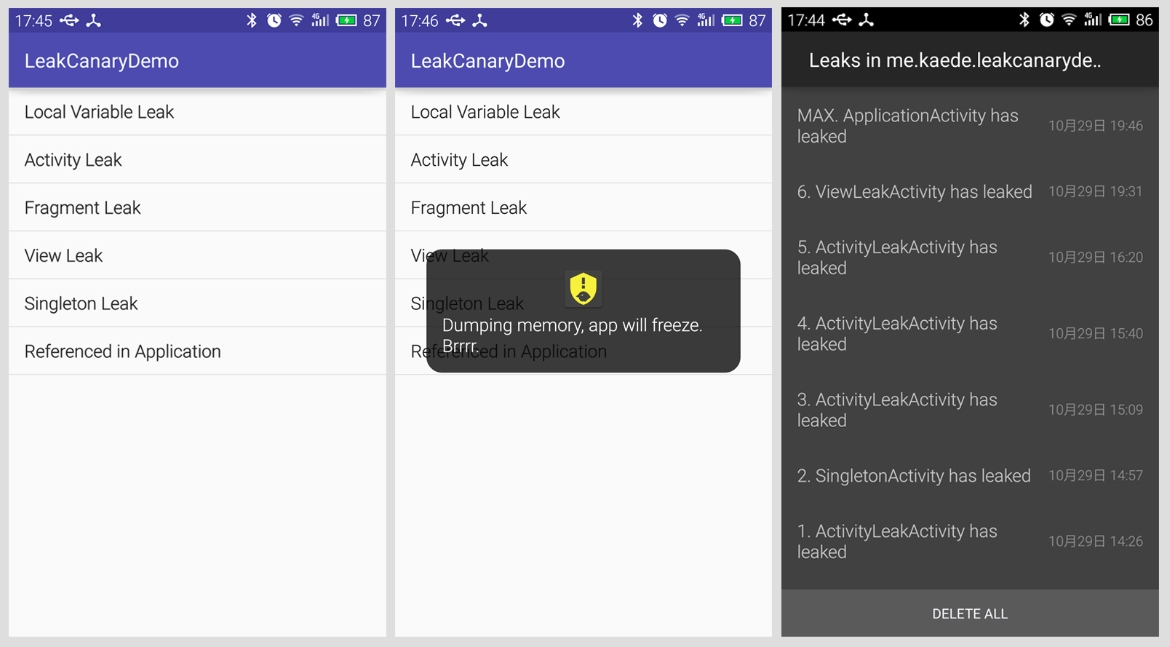 17:45 4G 87
LeakCanaryDemo
Local Variable Leak
Activity Leak
Fragment Leak
View Leak
Singleton Leak
Referenced in Application
17:46 4G 87
LeakCanaryDemo
Local Variable Leak
Activity Leak
Fragment Leak
View Leak
Singleton Leak
Referenced in Application
Dumping memory, app will freeze.
Brrrr.
17:44 4G 86
Leaks in me.kaede.leakcanaryde..
MAX. ApplicationActivity has
leaked
10月29日 19:46
6. ViewLeakActivity has leaked 10月29日 19:31
5. ActivityLeakActivity has
leaked
10月29日 16:20
4. ActivityLeakActivity has
leaked
10月29日 15:40
3. ActivityLeakActivity has
leaked
10月29日 15:09
2. SingletonActivity has leaked 10月29日 14:57
1. ActivityLeakActivity has
leaked
10月29日 14:26
DELETE ALL